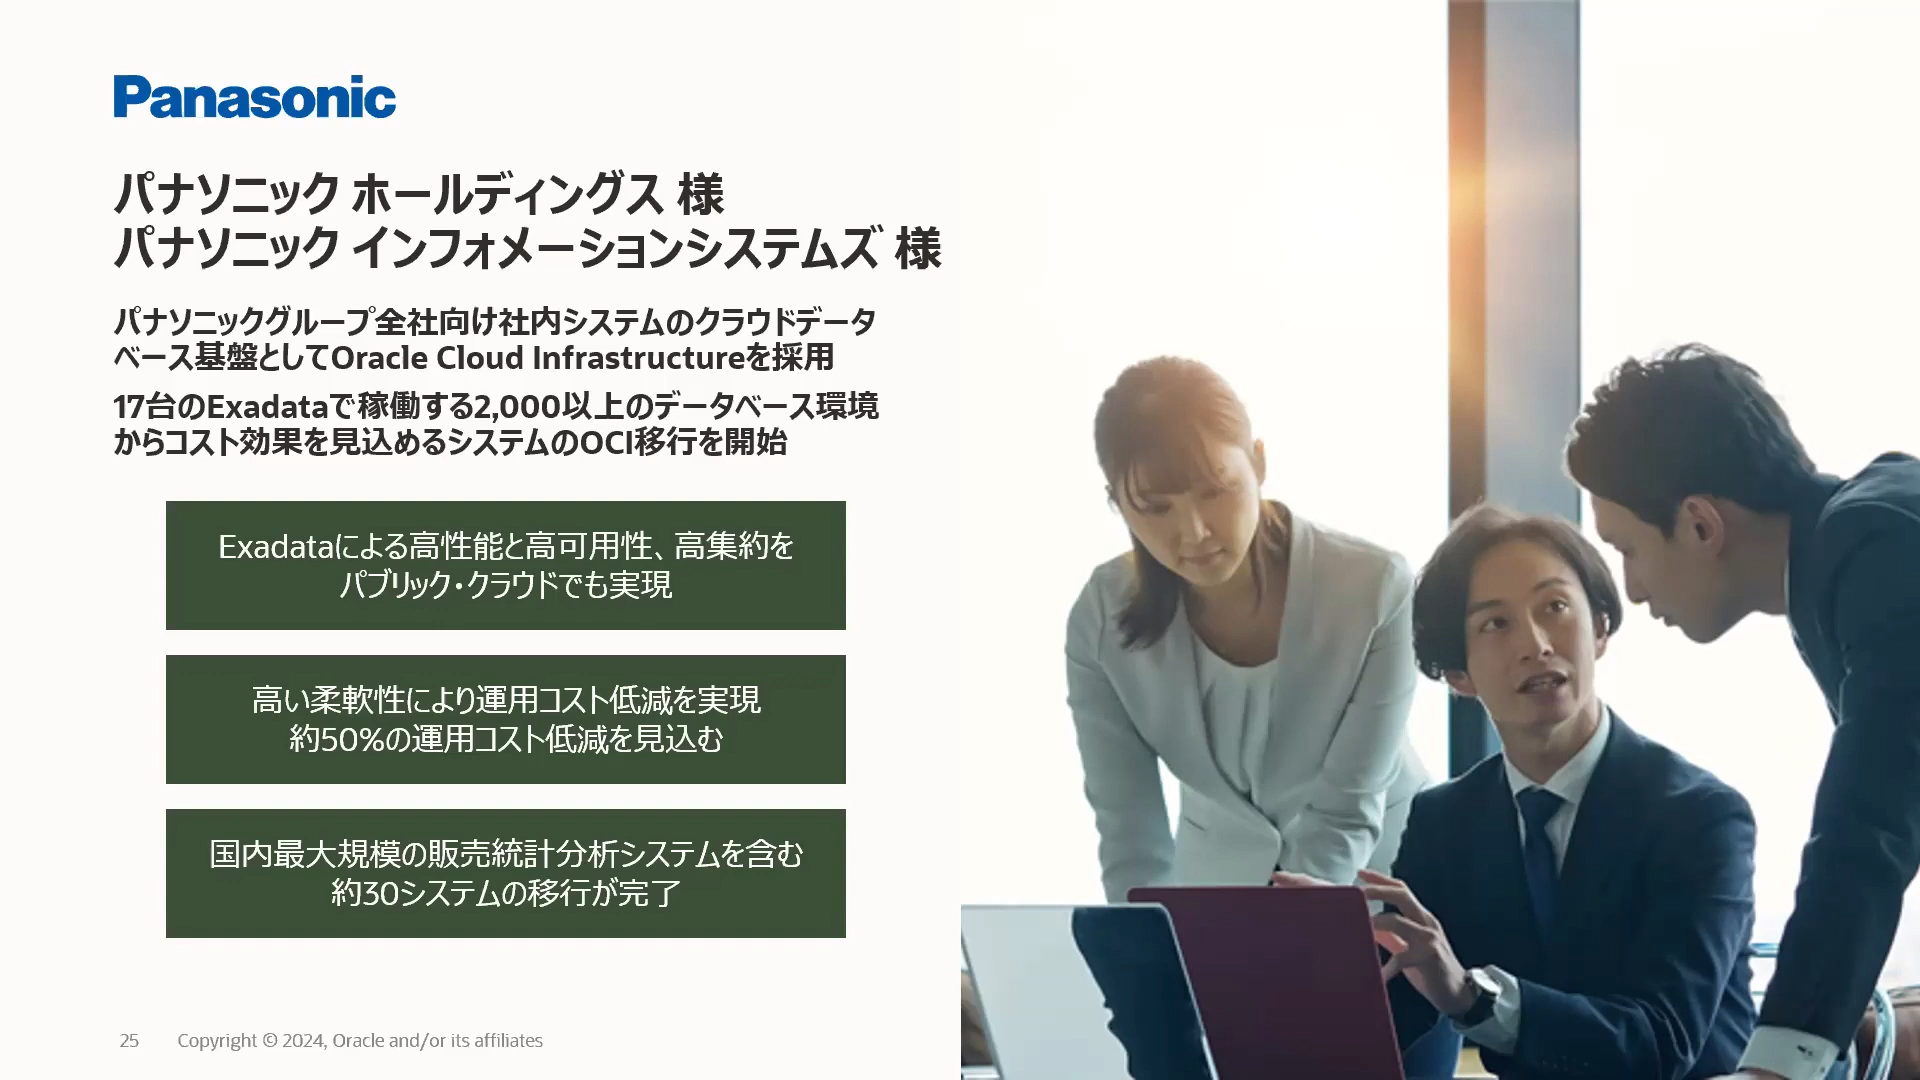 Panasonic
パナソニック ホールディングス 様
パナソニック インフォメーションシステムズ 様
パナソニックグループ全社向け社内システムのクラウドデータ
ベース基盤としてOracle Cloud Infrastructureを採用
17台のExadataで稼働する2,000以上のデータベース環境
からコスト効果を見込めるシステムのOCI移行を開始
Exadataによる高性能と高可用性、高集約を
パブリック・クラウドでも実現
高い柔軟性により運用コスト低減を実現
約50%の運用コスト低減を見込む
国内最大規模の販売統計分析システムを含む
約30システムの移行が完了
25 Copyright © 2024, Oracle and/or its affiliates